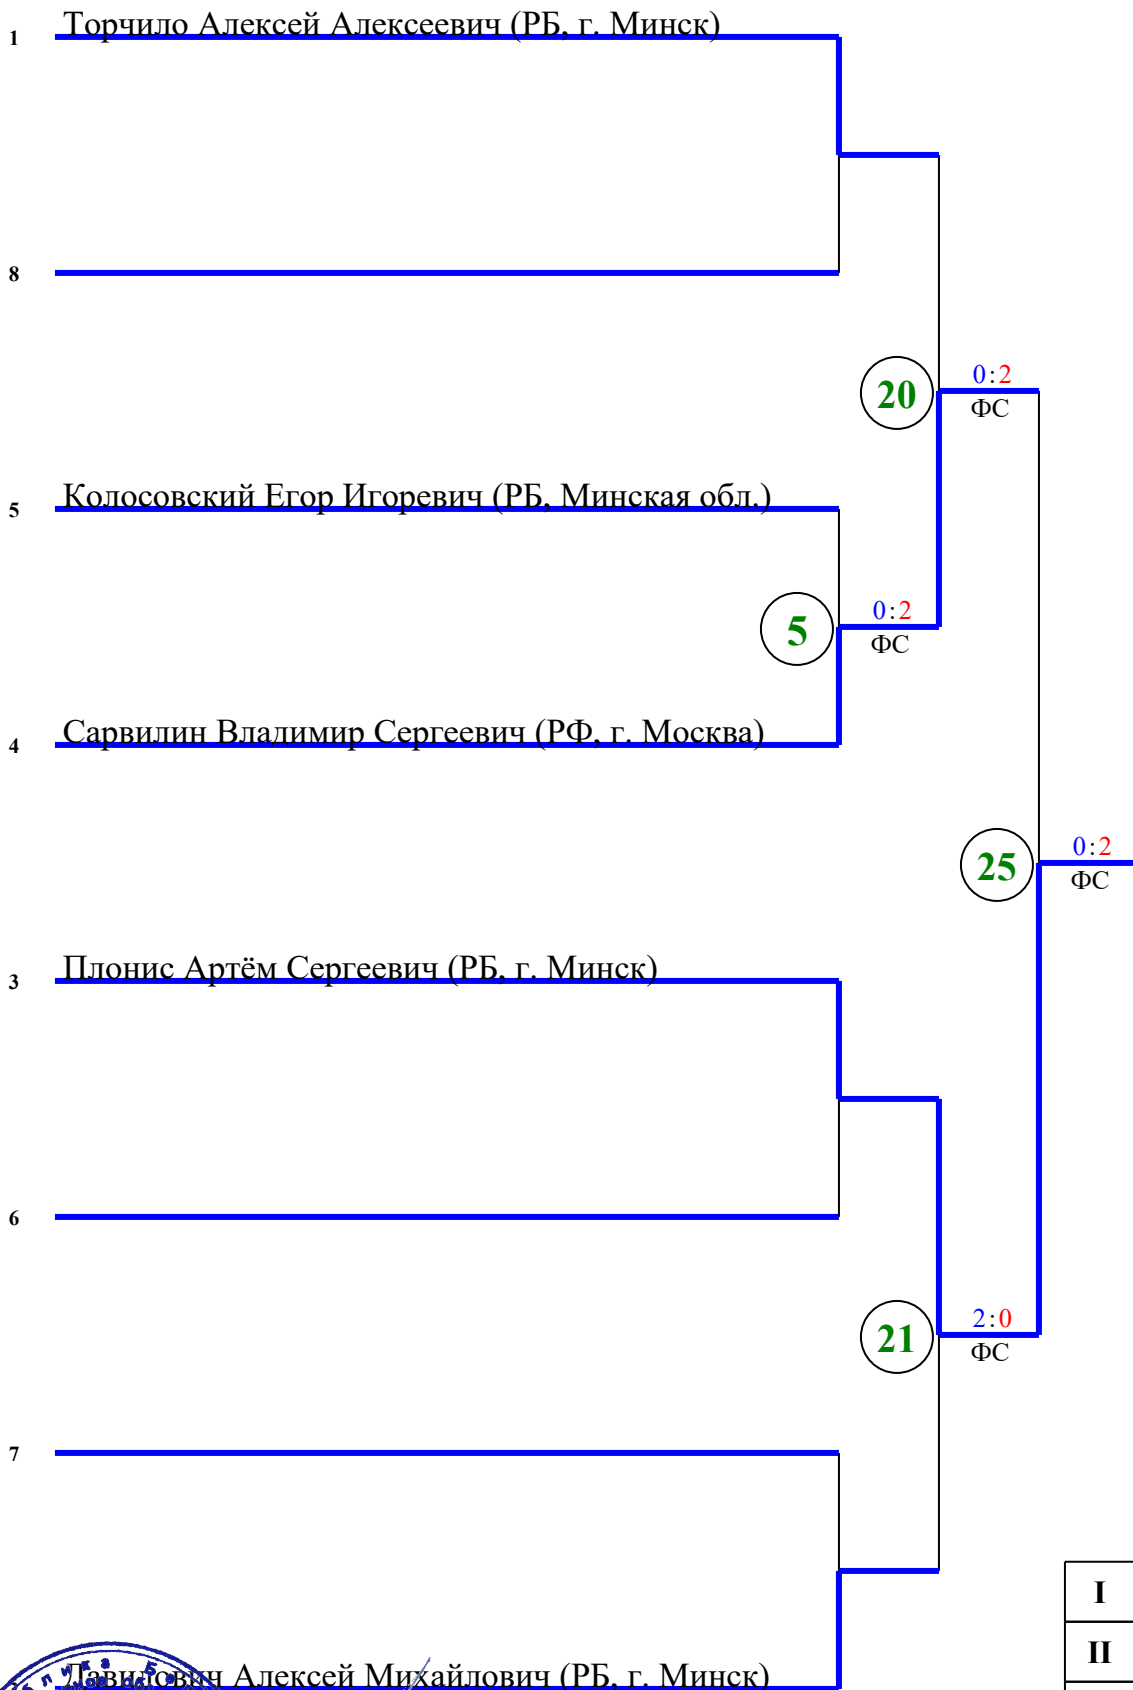 1 Торчило Алексей Алексеевич (РБ, г. Минск)
8
20 0:2
ФС
5 Колосовский Егор Игоревич (РБ, Минская обл.)
5 0:2
ФС
4 Сарвилин Владимир Сергеевич (РФ, г. Москва)
25 0:2
ФС
3 Плонис Артём Сергеевич (РБ, г. Минск)
6
21 2:0
ФС
7
I
II
Давидович Алексей Михайлович (РБ, г. Минск)